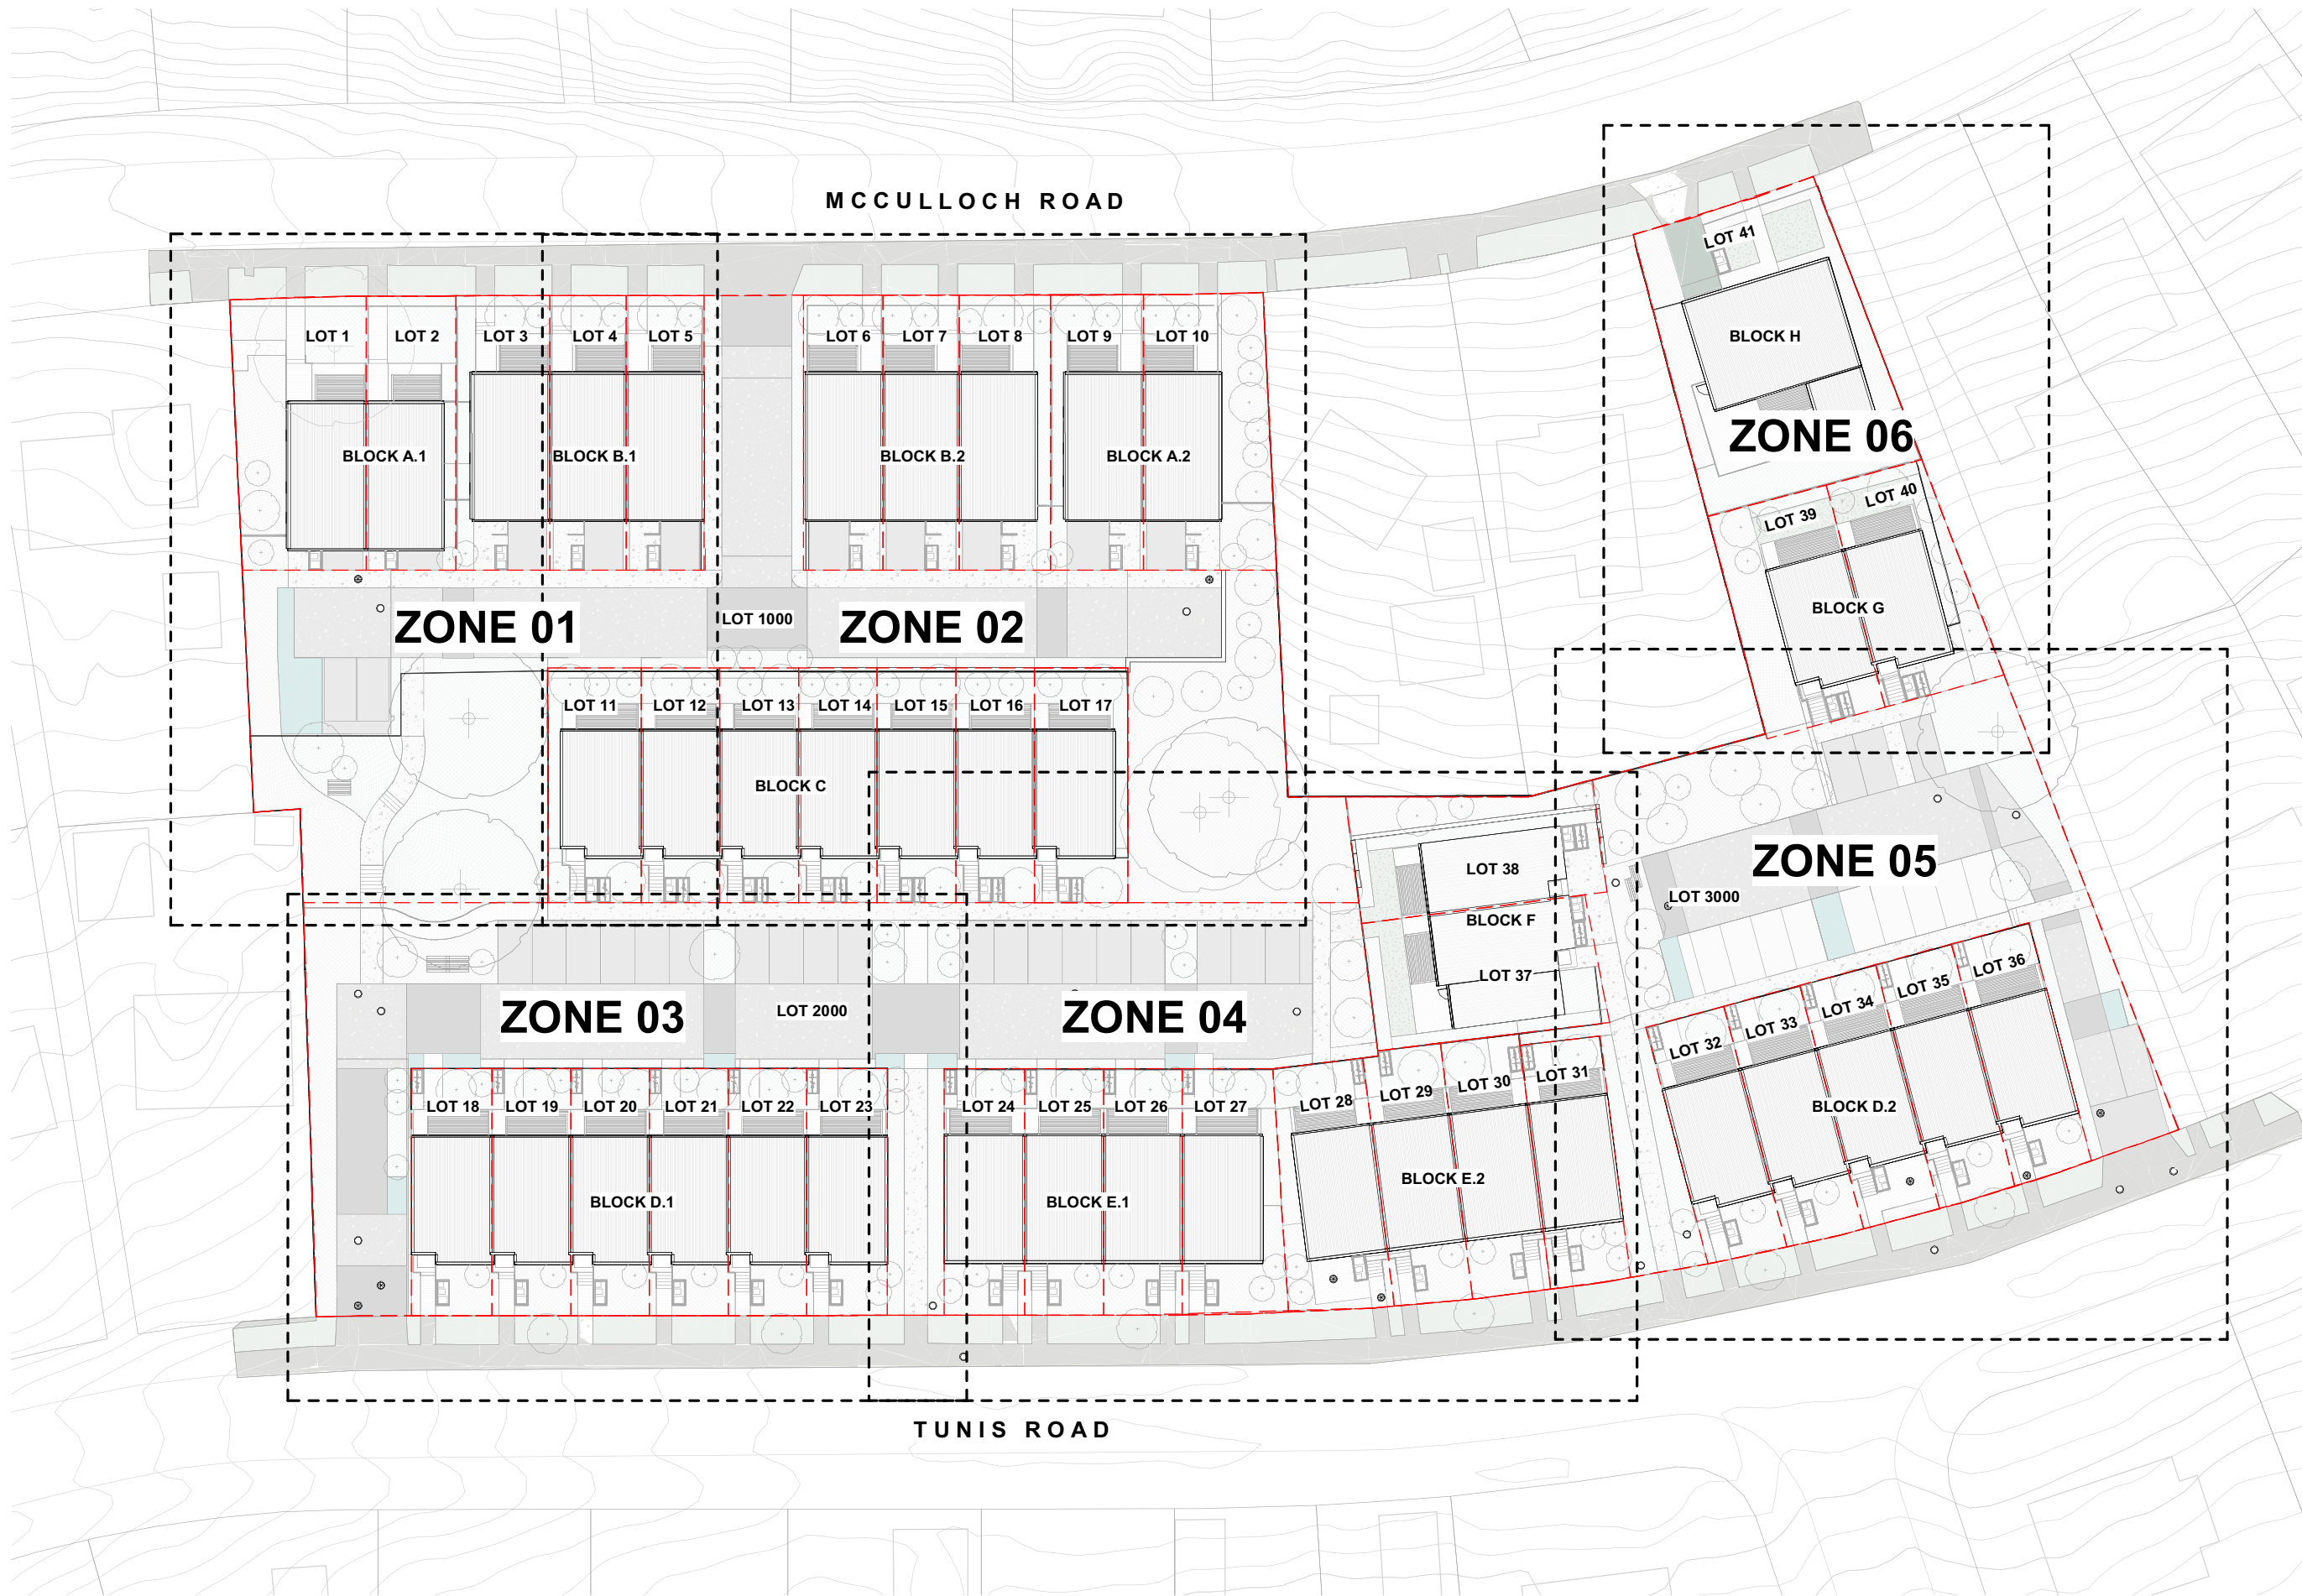 MCCULLOCH ROAD
LOT 41
LOT 1
LOT 2
LOT 3
LOT 4
LOT 5
LOT 6
LOT 7
LOT 8
LOT 9
LOT 10
BLOCK H
BLOCK A.1
BLOCK B.1
BLOCK B.2
BLOCK A.2
ZONE 06
LOT 39
LOT 40
BLOCK G
ZONE 01
LOT 1000
ZONE 02
LOT 11
LOT 12
LOT 13
LOT 14
LOT 15
LOT 16
LOT 17
BLOCK C
LOT 38
BLOCK F
LOT 37
ZONE 05
LOT 3000
ZONE 03
LOT 2000
ZONE 04
LOT 18
LOT 19
LOT 20
LOT 21
LOT 22
LOT 23
LOT 24
LOT 25
LOT 26
LOT 27
LOT 28
LOT 29
LOT 30
LOT 31
LOT 32
LOT 33
LOT 34
LOT 35
LOT 36
BLOCK D.1
BLOCK E.1
BLOCK E.2
BLOCK D.2
TUNIS ROAD